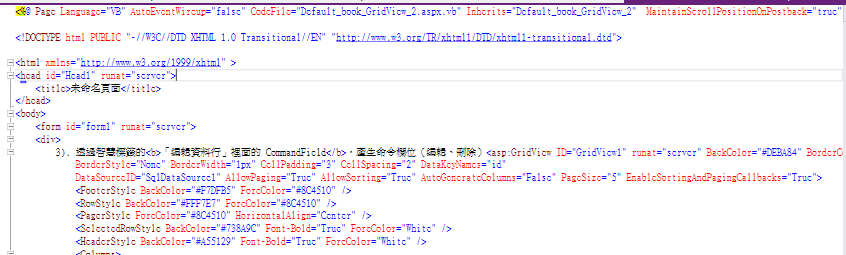 <%@ Page Language="VB" AutoEventWireup="false" CodeFile="Default_book_GridView_2.aspx.vb" Inherits="Default_book_GridView_2" MaintainScrollPositionOnPostback="true"
<!DOCTYPE html PUBLIC "-//W3C//DTD XHTML 1.0 Transitional//EN" "http://www.w3.org/TR/xhtml1/DTD/xhtml1-transitional.dtd">
<html xmlns="http://www.w3.org/1999/xhtml" >
<head id="Head1" runat="server">
<title>未命名頁面</title>
</head>
<body>
<form id="form1" runat="server">
<div>
3). 透過智慧標籤的<b>「編輯資料行」裡面的 CommandField</b>，產生命令欄位（編輯、刪除）<asp:GridView ID="GridView1" runat="server" BackColor="#DEBA84" BorderCo
BorderStyle="None" BorderWidth="1px" CellPadding="3" CellSpacing="2" DataKeyNames="id"
DataSourceID="SqlDataSource1" AllowPaging="True" AllowSorting="True" AutoGenerateColumns="False" PageSize="5" EnableSortingAndPagingCallbacks="True">
<FooterStyle BackColor="#F7DFB5" ForeColor="#8C4510" />
<RowStyle BackColor="#FFF7E7" ForeColor="#8C4510" />
<PagerStyle ForeColor="#8C4510" HorizontalAlign="Center" />
<SelectedRowStyle BackColor="#738A9C" Font-Bold="True" ForeColor="White" />
<HeaderStyle BackColor="#A55129" Font-Bold="True" ForeColor="White" />
<Columns>